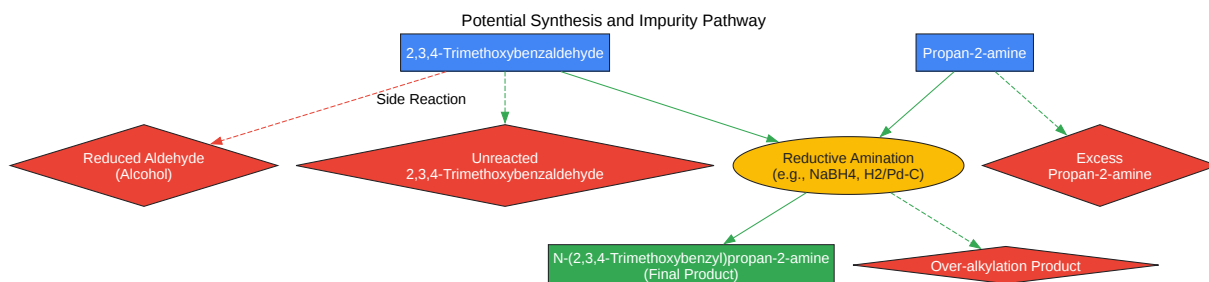 Potential Synthesis and Impurity Pathway
2,3,4-Trimethoxybenzaldehyde
Propan-2-amine
Side Reaction
Reduced Aldehyde
(Alcohol)
Unreacted
2,3,4-Trimethoxybenzaldehyde
Reductive Amination
(e.g., NaBH4, H2/Pd-C)
Excess
Propan-2-amine
N-(2,3,4-Trimethoxybenzyl)propan-2-amine
(Final Product)
Over-alkylation Product